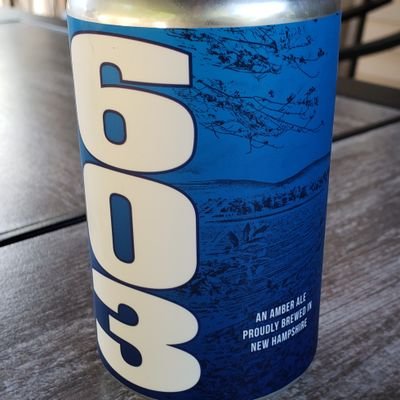 603
AN AMBER ALE
PROUDLY BREWED IN
NEW HAMPSHIRE